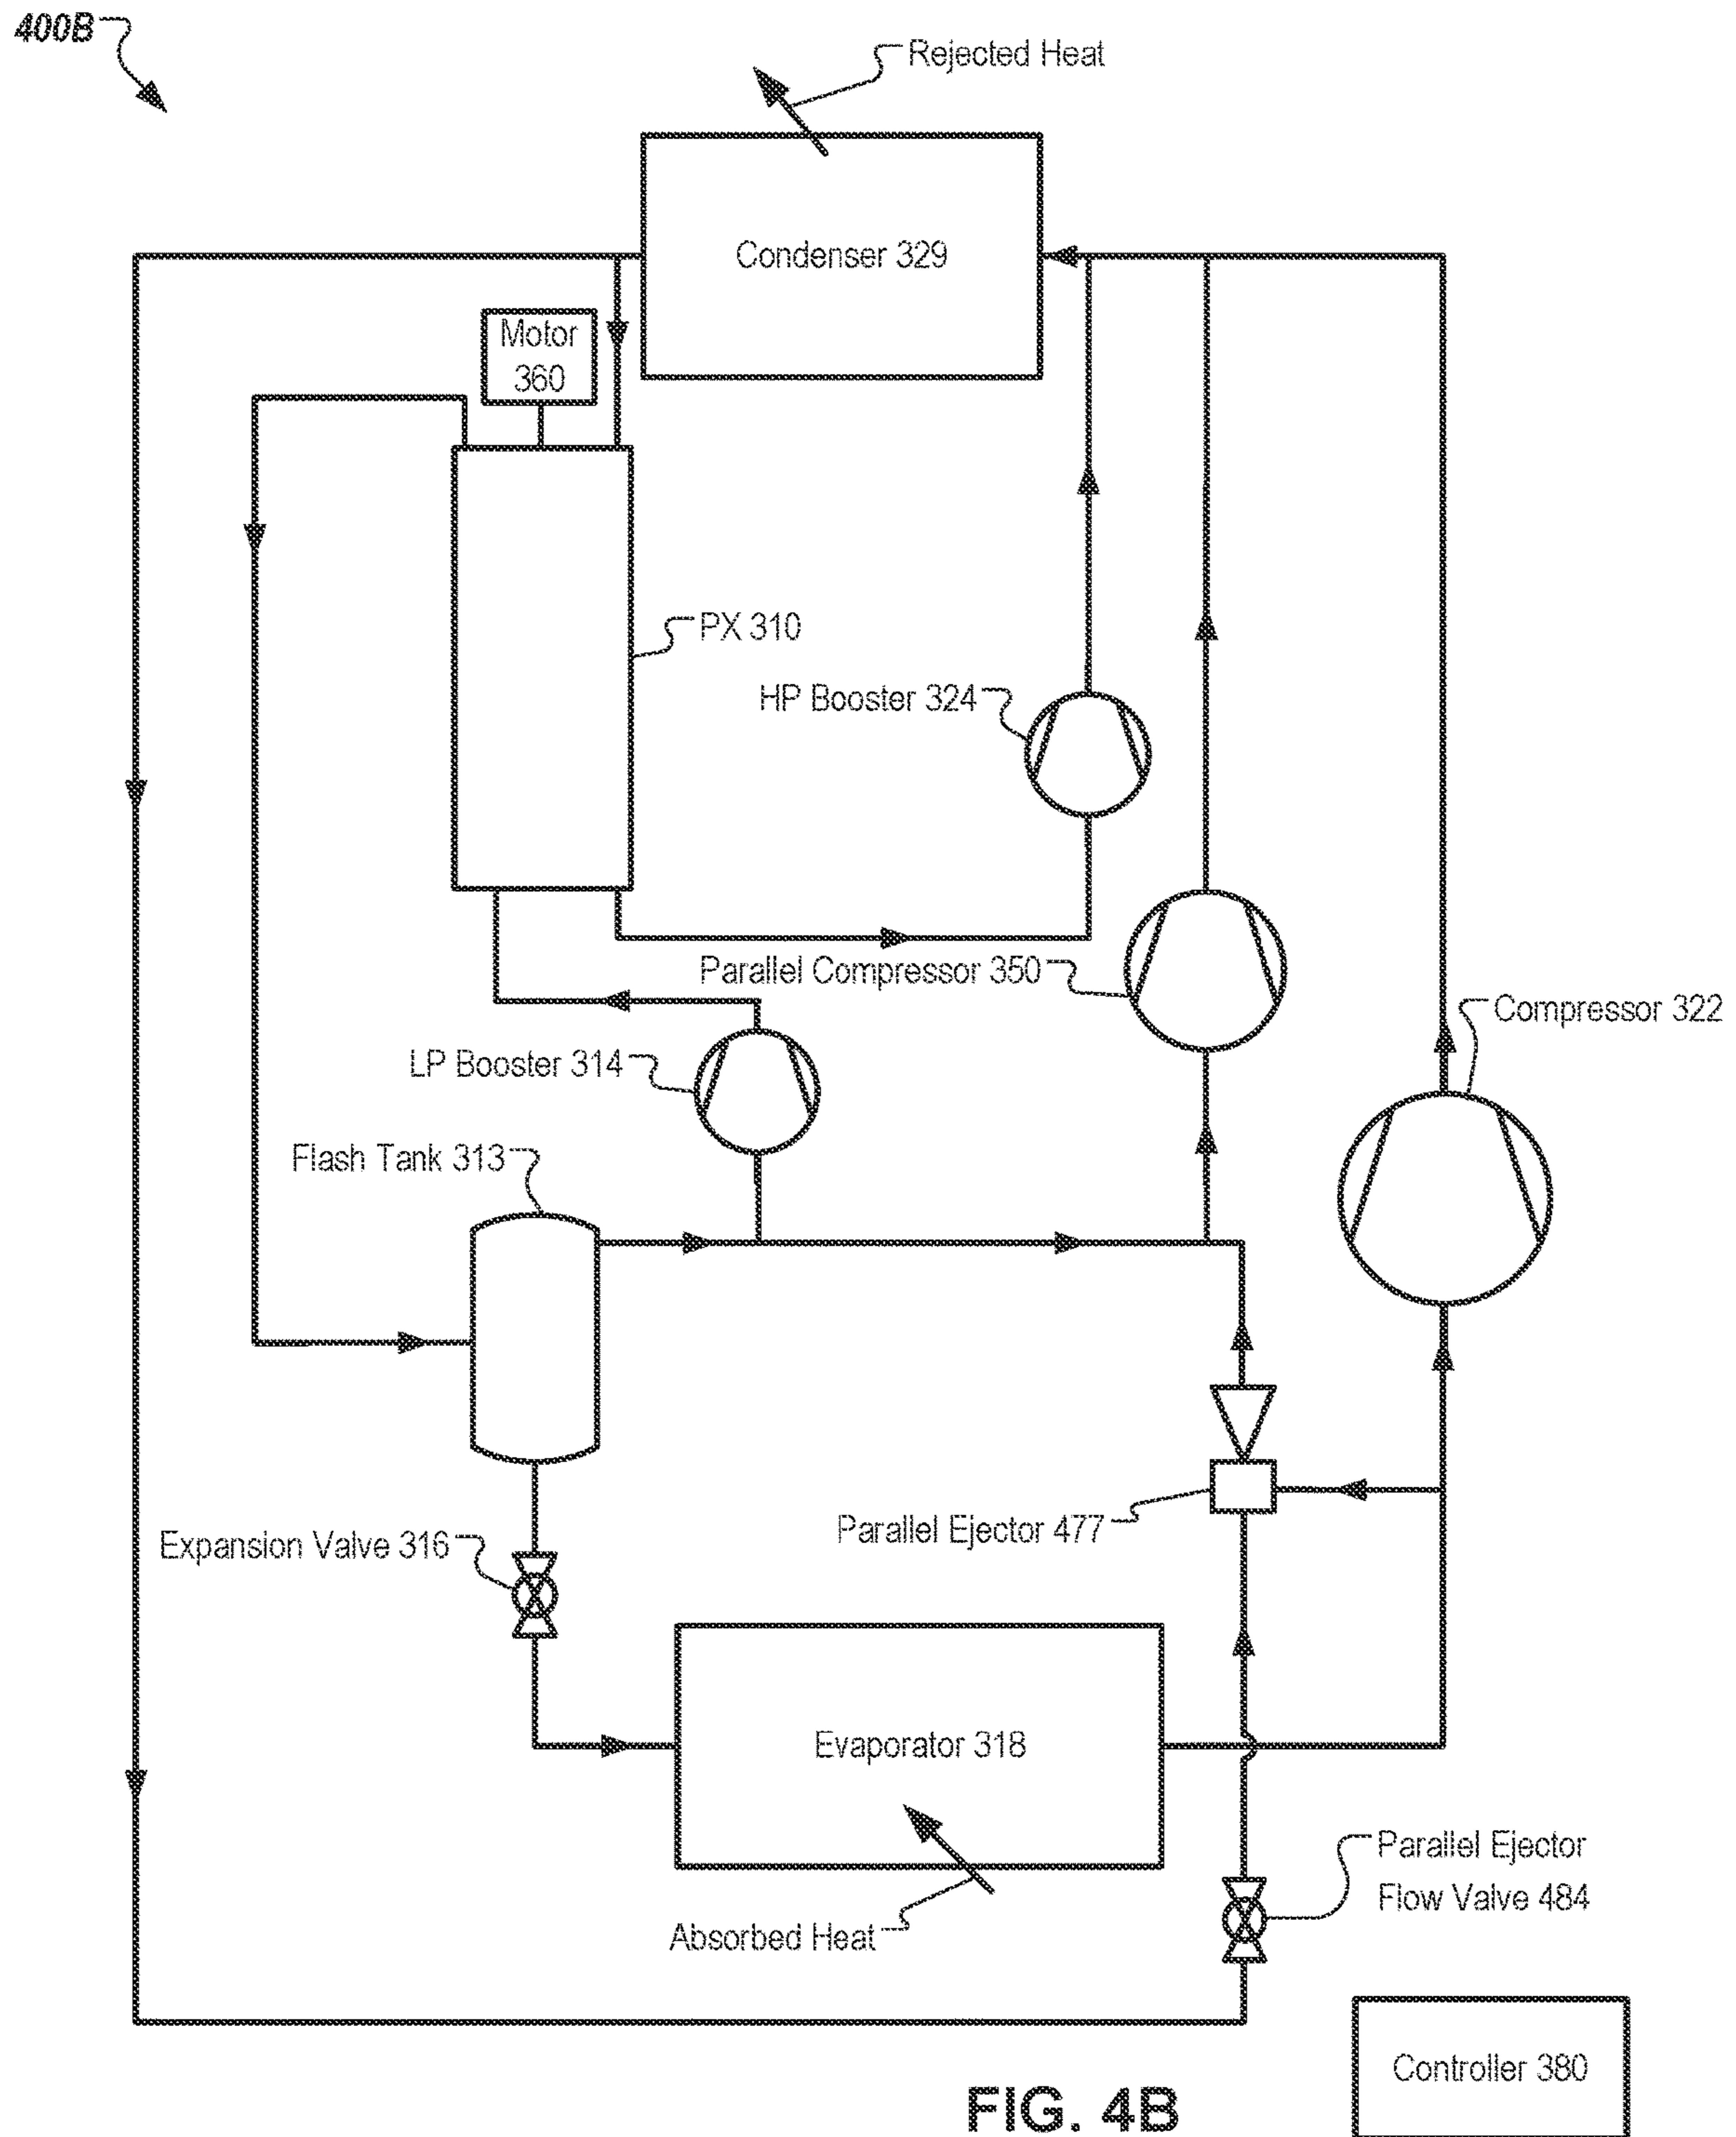 400B
Rejected Heat
Condenser 329
Motor
360
PX 310
HP Booster 324
Parallel Compressor 350
Compressor 322
LP Booster 314
Flash Tank 313
Parallel Ejector 477
Expansion Valve 316
Evaporator 318
Parallel Ejector
Flow Valve 484
Absorbed Heat
Controller 380
FIG. 4B